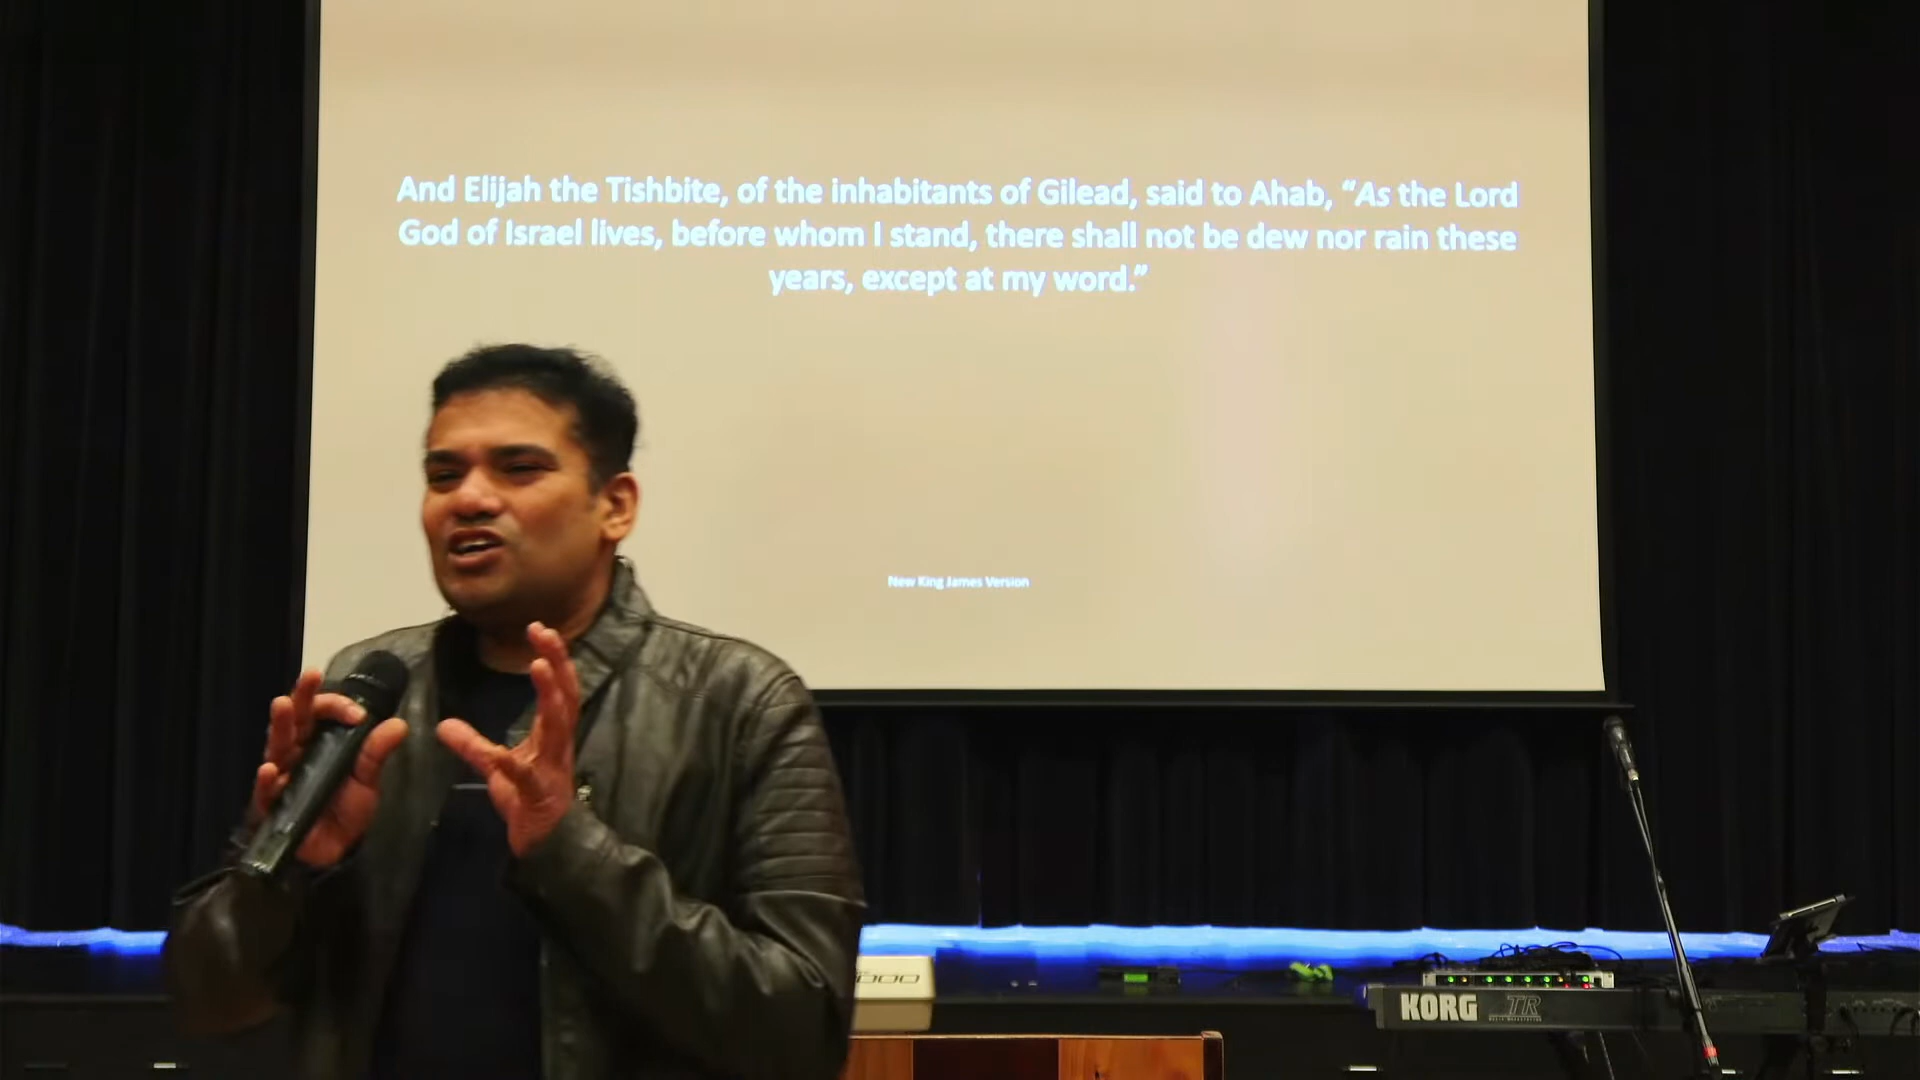 And Elijah the Tishbite, of the inhabitants of Gilead, said to Ahab, “As the Lord
God of Israel lives, before whom I stand, there shall not be dew nor rain these
years, except at my word.”
New King James Version
KORG TR